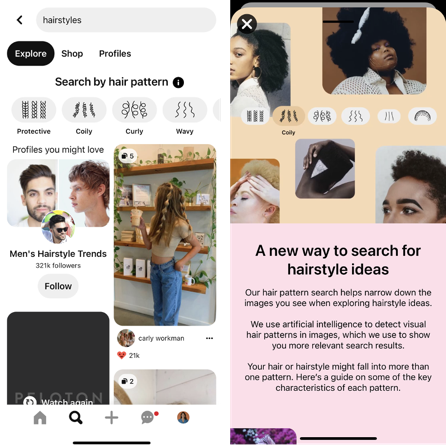 hairstyles
Explore
Shop
Profiles
Search by hair pattern
Protective
Coily
Curly
Wavy
Profiles you might love
Men's Hairstyle Trends
321k followers
Follow
5
carly workman
21k
PELOTON
Watch again
2
Coily
A new way to search for
hairstyle ideas
Our hair pattern search helps narrow down the
images you see when exploring hairstyle ideas.
We use artificial intelligence to detect visual
hair patterns in images, which we use to show
you more relevant search results.
Your hair or hairstyle might fall into more than
one pattern. Here's a guide on some of the key
characteristics of each pattern.